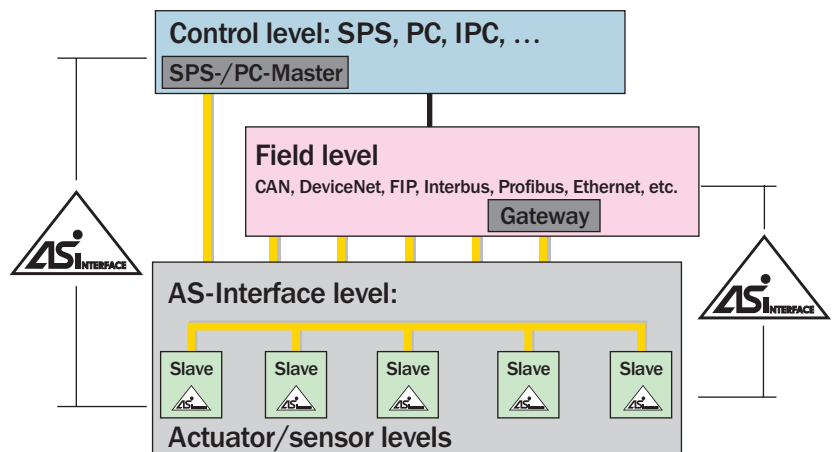 Control level: SPS, PC, IPC, …
SPS-/PC-Master
Field level
CAN, DeviceNet, FIP, Interbus, Profibus, Ethernet, etc.
Gateway
ASi INTERFACE
ASi INTERFACE
AS-Interface level:
Slave Slave Slave Slave Slave
Actuator/sensor levels